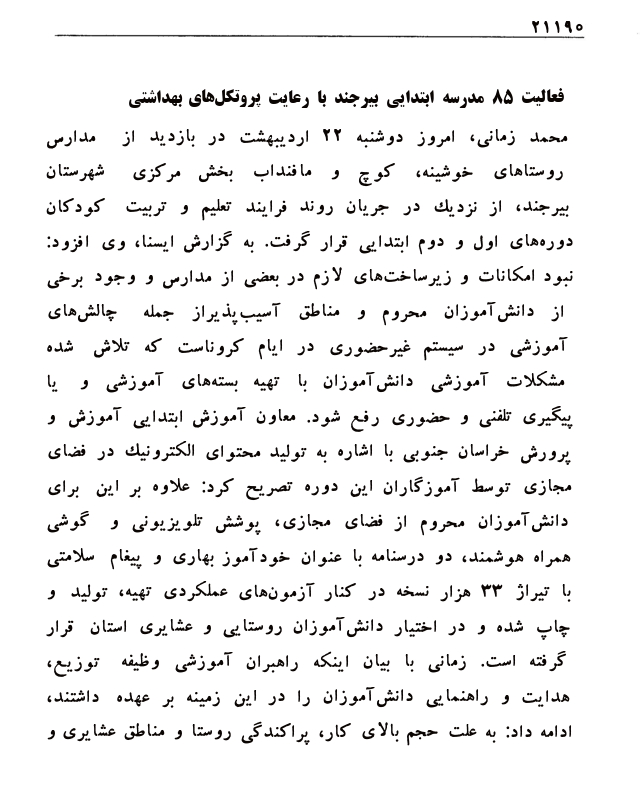 ۲۱۱۹۰
فعالیت ۸۵ مدرسه ابتدایی بیرجند با رعایت پروتکل‌های بهداشتی
محمد زمانی، امروز دوشنبه ۲۲ اردیبهشت در بازدید از مدارس
روستاهای خوشینه، کوچ و مافنداب بخش مرکزی شهرستان
بیرجند، از نزدیك در جریان روند فرایند تعلیم و تربیت کودکان
دوره‌های اول و دوم ابتدایی قرار گرفت. به گزارش ایسنا، وی افزود:
نبود امکانات و زیرساخت‌های لازم در بعضی از مدارس و وجود برخی
از دانش‌آموزان محروم و مناطق آسیب‌پذیراز جمله چالش‌های
آموزشی در سیستم غیرحضوری در ایام کروناست که تلاش شده
مشکلات آموزشی دانش‌آموزان با تهیه بسته‌های آموزشی و یا
پیگیری تلفنی و حضوری رفع شود. معاون آموزش ابتدایی آموزش و
پرورش خراسان جنوبی با اشاره به تولید محتوای الکترونیك در فضای
مجازی توسط آموزگاران این دوره تصریح کرد: علاوه بر این برای
دانش‌آموزان محروم از فضای مجازی، پوشش تلویزیونی و گوشی
همراه هوشمند، دو درسنامه با عنوان خودآموز بهاری و پیغام سلامتی
با تیراژ ۳۳ هزار نسخه در کنار آزمون‌های عملکردی تهیه، تولید و
چاپ شده و در اختیار دانش‌آموزان روستایی و عشایری استان قرار
گرفته است. زمانی با بیان اینکه راهبران آموزشی وظیفه توزیع،
هدایت و راهنمایی دانش‌آموزان را در این زمینه بر عهده داشتند،
ادامه داد: به علت حجم بالای کار، پراکندگی روستا و مناطق عشایری و